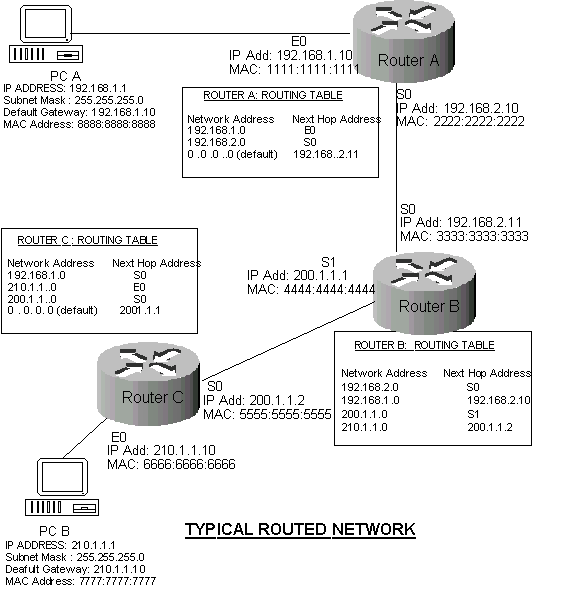 E0
IP Add: 192.168.1.10
MAC: 1111:1111:1111
Router A
PC A
IP ADDRESS: 192.168.1.1
Subnet Mask : 255.255.255.0
Default Gateway: 192.168.1.10
MAC Address: 8888:8888:8888
ROUTER A: ROUTING TABLE
Network Address Next Hop Address
192.168.1.0 E0
192.168.2.0 S0
0 .0 .0 ..0 (default) 192.168..2.11
S0
IP Add: 192.168.2.10
MAC: 2222:2222:2222
S0
IP Add: 192.168.2.11
MAC: 3333:3333:3333
ROUTER C : ROUTING TABLE
Network Address Next Hop Address
192.168.1.0 S0
210.1.1..0 E0
200.1.1..0 S0
0 .0.0.0 (default) 2001.1.1
S1
IP Add: 200.1.1.1
MAC: 4444:4444:4444
Router B
ROUTER B: ROUTING TABLE
Network Address Next Hop Address
192.168.2.0 S0
192.168.1.0 192.168.2.10
200.1.1.0 S1
210.1.1.0 200.1.1.2
Router C
S0
IP Add: 200.1.1.2
MAC: 5555:5555:5555
E0
IP Add: 210.1.1.10
MAC: 6666:6666:6666
PC B
IP ADDRESS: 210.1.1.1
Subnet Mask : 255.255.255.0
Deafult Gateway: 210.1.1.10
MAC Address: 7777:7777:7777
TYPICAL ROUTED NETWORK